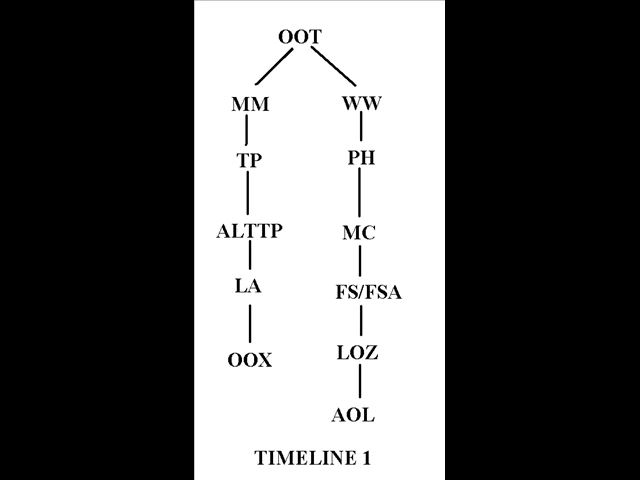 OOT
MM WW
TP PH
ALTTP MC
LA FS/FSA
OOX LOZ
AOL
TIMELINE 1